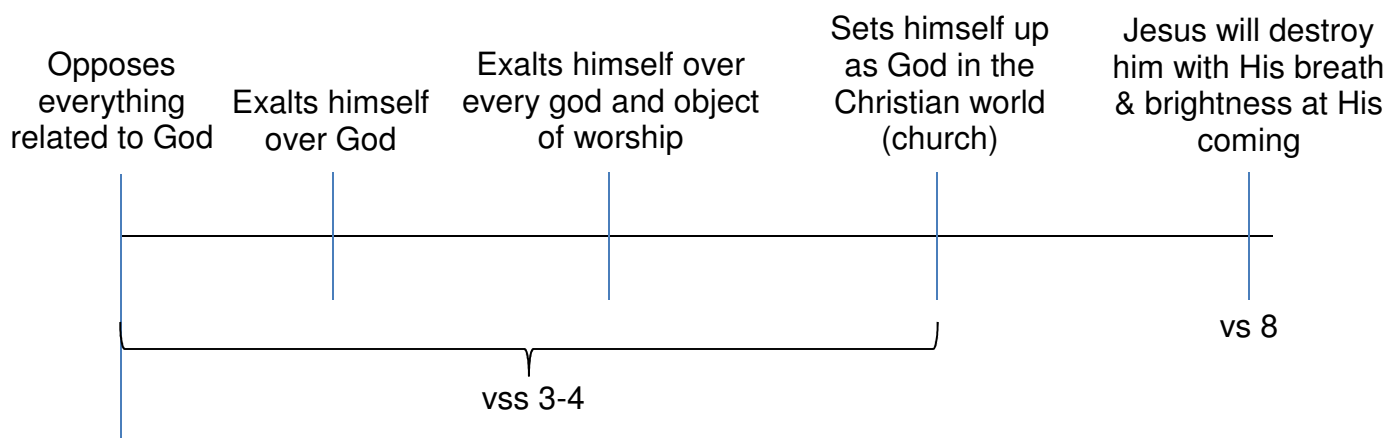 Opposes
everything
related to God
Exalts himself
over God
Exalts himself over
every god and object
of worship
Sets himself up
as God in the
Christian world
(church)
Jesus will destroy
him with His breath
& brightness at His
coming
vs 8
vss 3-4